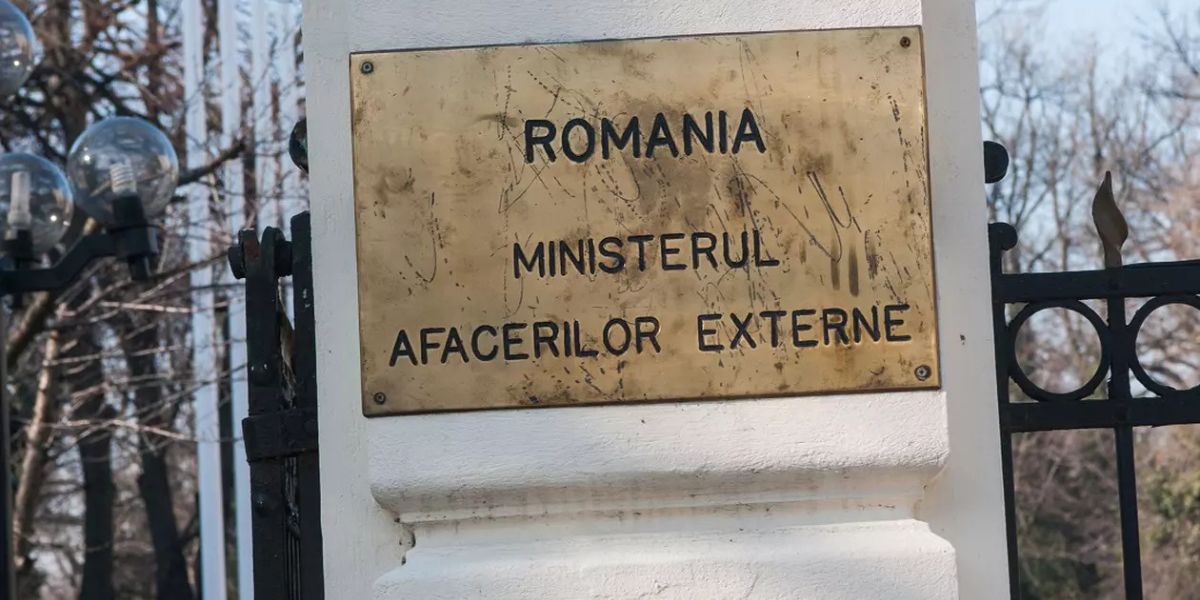 ROMANIA
MINISTERUL
AFACERILOR EXTERNE